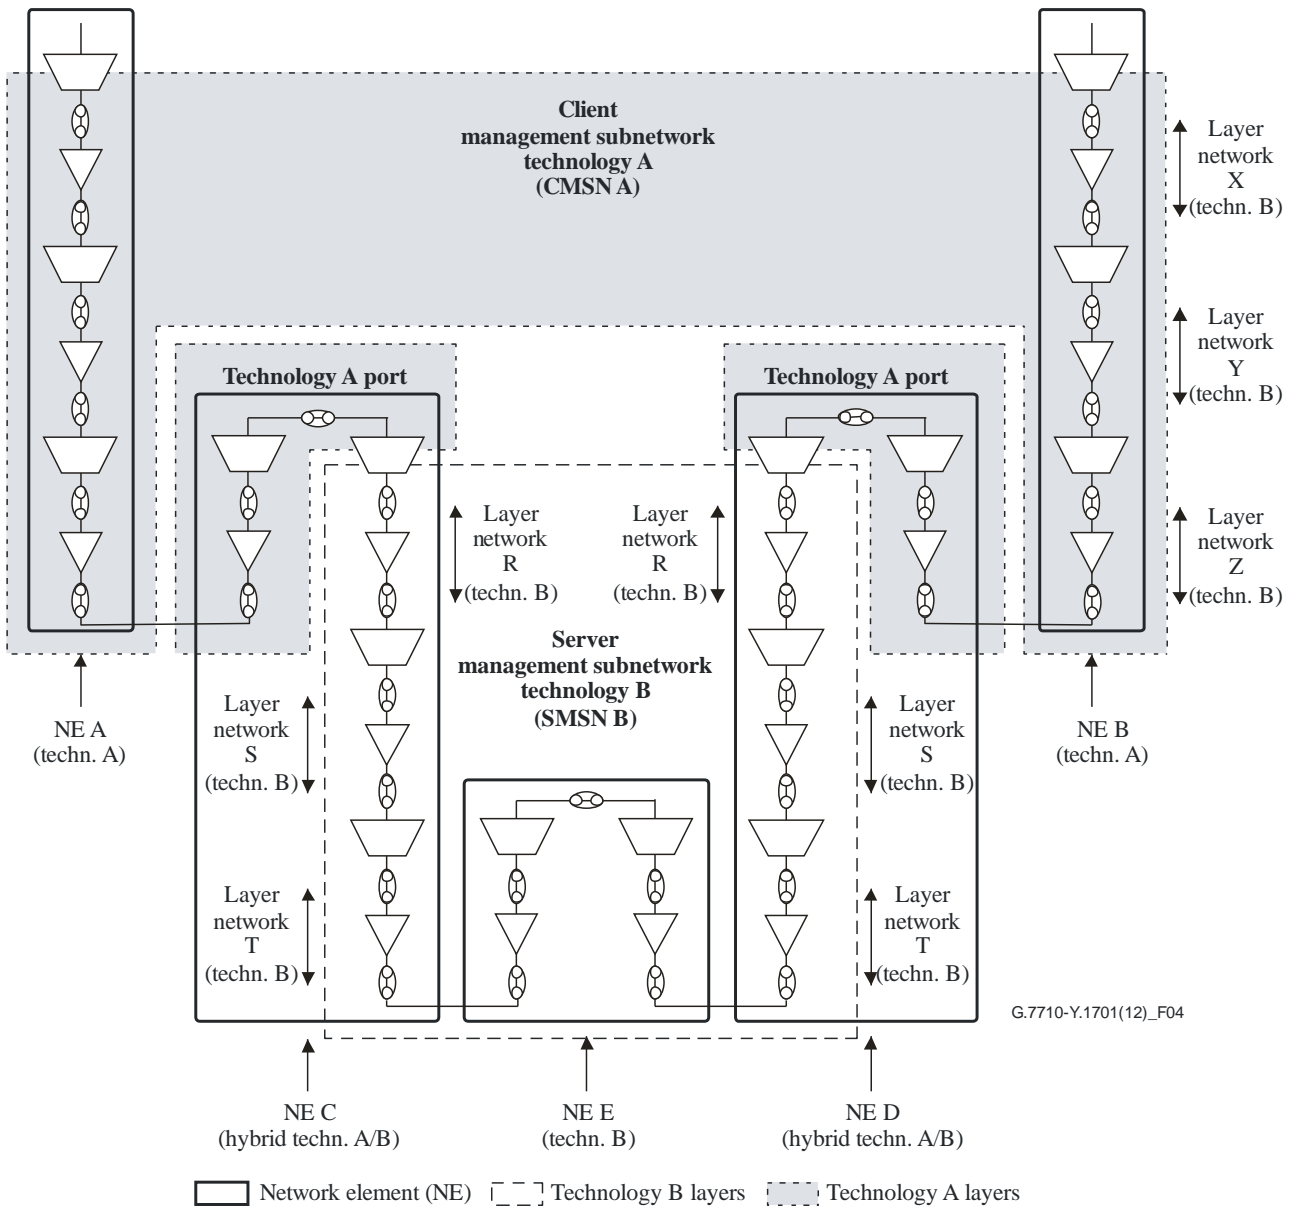 Client
management subnetwork
technology A
(CMSN A)
Layer
network
X
(techn. B)
Layer
network
Y
(techn. B)
Technology A port
Technology A port
Layer
network
R
(techn. B)
Layer
network
R
(techn. B)
Layer
network
Z
(techn. B)
Server
management subnetwork
technology B
(SMSN B)
NE A
(techn. A)
Layer
network
S
(techn. B)
Layer
network
S
(techn. B)
NE B
(techn. A)
Layer
network
T
(techn. B)
Layer
network
T
(techn. B)
G.7710-Y.1701(12)_F04
NE C
(hybrid techn. A/B)
NE E
(techn. B)
NE D
(hybrid techn. A/B)
Network element (NE)
Technology B layers
Technology A layers